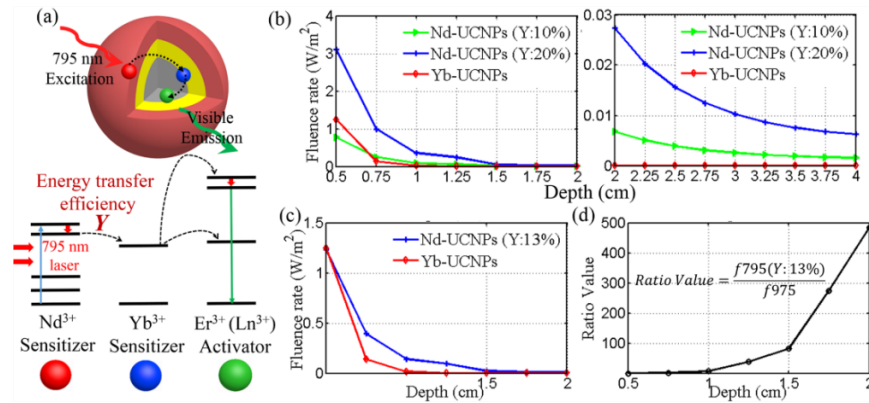 (a)
795 nm
Excitation
Visible
Emission
Energy transfer
efficiency
Y
795 nm
laser
Nd³⁺
Sensitizer
Yb³⁺
Sensitizer
Er³⁺ (Ln³⁺)
Activator
(b)
Fluence rate (W/m²)
4
3
2
1
0
Nd-UCNPs (Y:10%)
Nd-UCNPs (Y:20%)
Yb-UCNPs
0.5 0.75 1 1.25 1.5 1.75 2
0.03
0.02
0.01
0
Nd-UCNPs (Y:10%)
Nd-UCNPs (Y:20%)
Yb-UCNPs
2 2.25 2.5 2.75 3 3.25 3.5 3.75 4
Depth (cm)
(c)
Fluence rate (W/m²)
1.5
1
0.5
0
Nd-UCNPs (Y:13%)
Yb-UCNPs
1 1.5 2
Depth (cm)
(d)
Ratio Value
500
400
300
200
100
Ratio Value = f795(Y: 13%) / f975
0.5 1 1.5 2
Depth (cm)